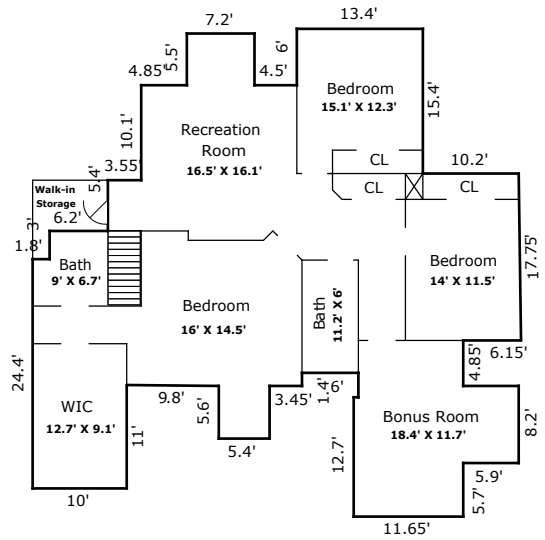 7.2'
13.4'
5.5'
6'
4.85'
4.5'
Bedroom
15.1' X 12.3'
15.4'
10.1'
Recreation
Room
16.5' X 16.1'
CL
10.2'
3.55'
5.4'
CL
CL
Walk-in
Storage
6.2'
3'
1.8'
Bath
9' X 6.7'
Bedroom
14' X 11.5'
17.75'
Bedroom
16' X 14.5'
Bath
11.2' X 6'
4.85'
6.15'
24.4'
9.8'
5.6'
3.45'
1.4'
6'
WIC
12.7' X 9.1'
11'
5.4'
Bonus Room
18.4' X 11.7'
8.2'
12.7'
5.9'
5.7'
10'
11.65'